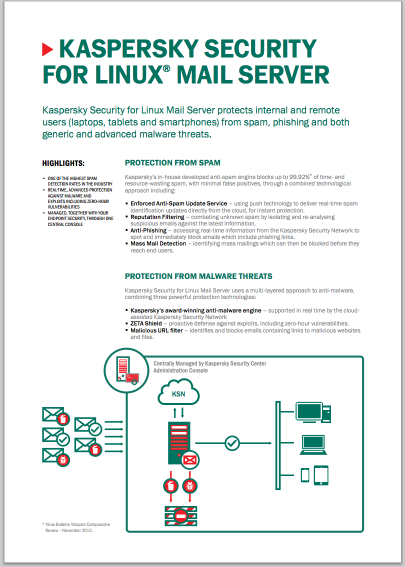 KASPERSKY SECURITY
FOR LINUX® MAIL SERVER
Kaspersky Security for Linux Mail Server protects internal and remote
users (laptops, tablets and smartphones) from spam, phishing and both
generic and advanced malware threats.
HIGHLIGHTS:
• ONE OF THE HIGHEST SPAM
DETECTION RATES IN THE INDUSTRY
• REAL-TIME, ADVANCED PROTECTION
AGAINST MALWARE AND
EXPLOITS INCLUDING ZERO-HOUR
VULNERABILITIES
• MANAGED, TOGETHER WITH YOUR
ENDPOINT SECURITY, THROUGH ONE
CENTRAL CONSOLE
PROTECTION FROM SPAM
Kaspersky's in-house developed anti-spam engine blocks up to 99.92%* of time- and
resource-wasting spam, with minimal false positives, through a combined technological
approach including:
• Enforced Anti-Spam Update Service – using push technology to deliver real-time spam
identification updates directly from the cloud, for instant protection.
• Reputation Filtering – combating unknown spam by isolating and re-analysing
suspicious emails against the latest information.
• Anti-Phishing – accessing real-time information from the Kaspersky Security Network to
spot and immediately block emails which include phishing links.
• Mass Mail Detection – identifying mass mailings which can then be blocked before they
reach end users.
PROTECTION FROM MALWARE THREATS
Kaspersky Security for Linux Mail Server uses a multi-layered approach to anti-malware,
combining three powerful protection technologies:
• Kaspersky's award-winning anti-malware engine – supported in real time by the cloud-
assisted Kaspersky Security Network
• ZETA Shield – proactive defense against exploits, including zero-hour vulnerabilities.
• Malicious URL filter – identifies and blocks emails containing links to malicious websites
and files.
Centrally Managed by Kaspersky Security Center
Administration Console
KSN
* Virus Bulletin VBspam Comparative
Review – November 2013.